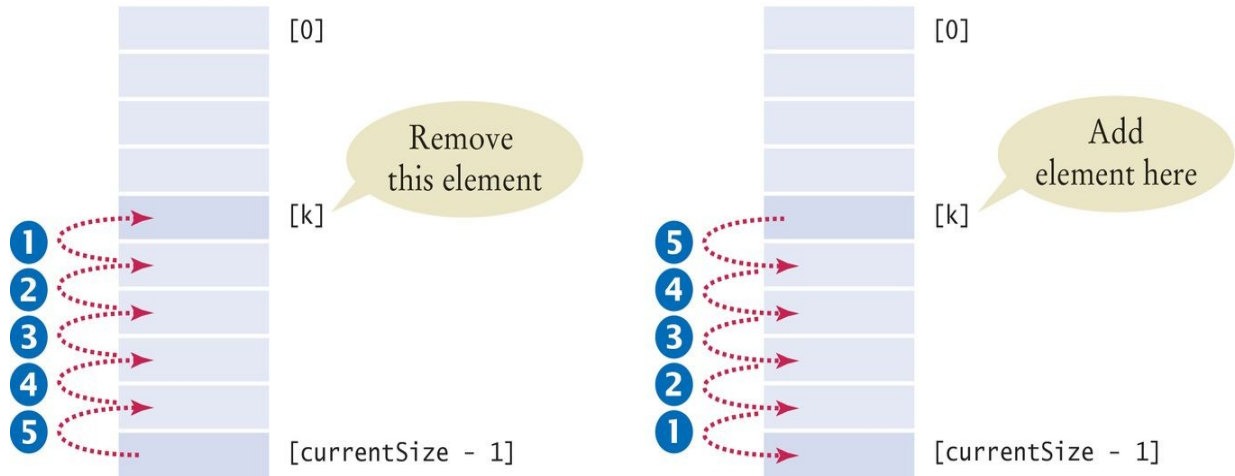 [0]
Remove
this element
[k]
1
2
3
4
5
[currentSize - 1]
[0]
Add
element here
[k]
5
4
3
2
1
[currentSize - 1]